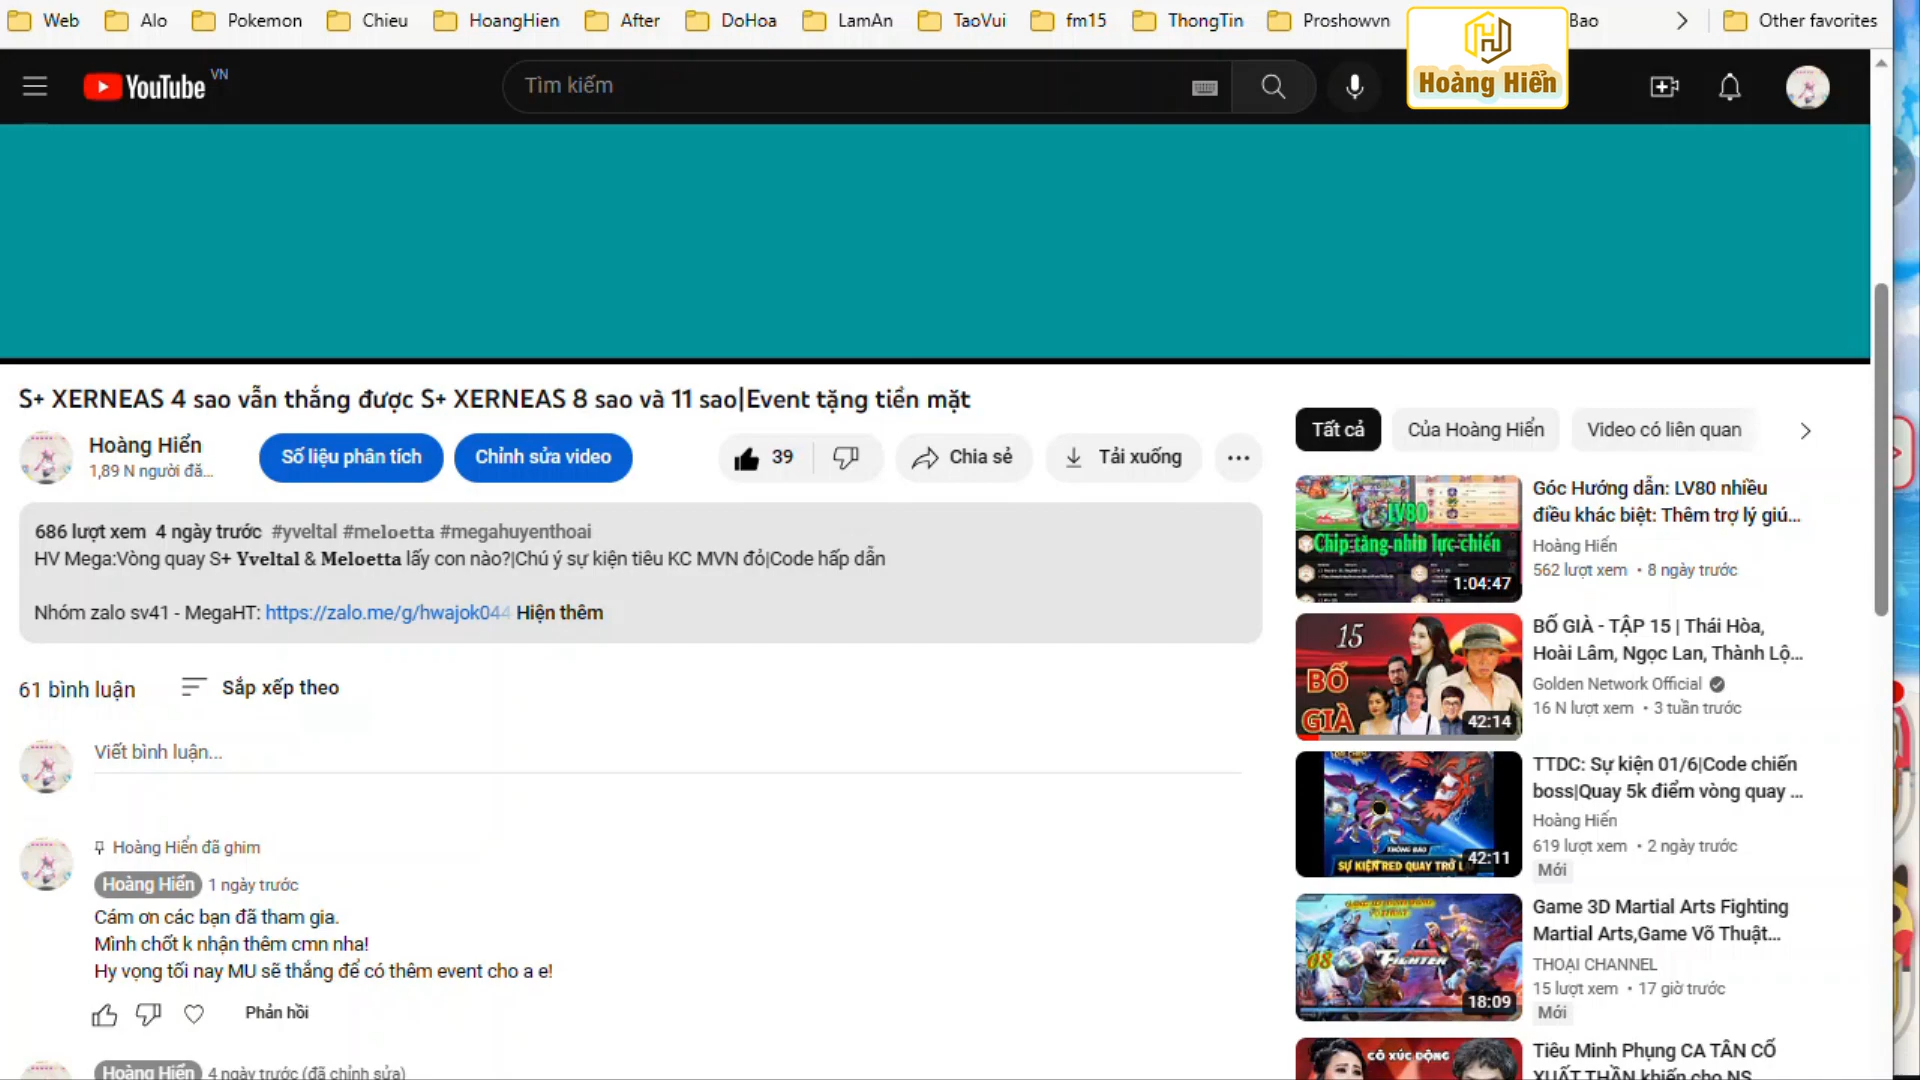 Web Alo Pokemon Chieu HoangHien After DoHoa LamAn TaoVui fm15 ThongTin Proshowvn Bao Other favorites
Hoàng Hiển
YouTube VN
Tìm kiếm
S+ XERNEAS 4 sao vẫn thắng được S+ XERNEAS 8 sao và 11 sao|Event tặng tiền mặt
Hoàng Hiển
1,89 N người đă...
Số liệu phân tích
Chỉnh sửa video
39
Chia sẻ
Tải xuống
686 lượt xem 4 ngày trước #yveltal #meloetta #megahuyenthoai
HV Mega:Vòng quay S+ Yveltal & Meloetta lấy con nào?|Chú ý sự kiện tiêu KC MVN đỏ|Code hấp dẫn
Nhóm zalo sv41 - MegaHT: https://zalo.me/g/hwajok044 Hiện thêm
61 bình luận
Sắp xếp theo
Viết bình luận...
Hoàng Hiển đã ghim
Hoàng Hiển 1 ngày trước
Cám ơn các bạn đã tham gia.
Mình chốt k nhận thêm cmn nha!
Hy vọng tối nay MU sẽ thắng để có thêm event cho a e!
Phản hồi
Hoàng Hiển 4 ngày trước (đã chỉnh sửa)
Tất cả
Của Hoàng Hiển
Video có liên quan
LV80
Chip tăng nhiu lực chiến
1:04:47
Góc Hướng dẫn: LV80 nhiều
điều khác biệt: Thêm trợ lý giú...
Hoàng Hiển
562 lượt xem • 8 ngày trước
15
BỐ
GIÀ
42:14
BỐ GIÀ - TẬP 15 | Thái Hòa,
Hoài Lâm, Ngọc Lan, Thành Lộ...
Golden Network Official
16 N lượt xem • 3 tuần trước
THÔNG BÁO
SỰ KIỆN RED QUAY TRỞ L
42:11
TTDC: Sự kiện 01/6|Code chiến
boss|Quay 5k điểm vòng quay ...
Hoàng Hiển
619 lượt xem • 2 ngày trước
Mới
08
FIGHTER
18:09
Game 3D Martial Arts Fighting
Martial Arts,Game Võ Thuật...
THOẠI CHANNEL
15 lượt xem • 17 giờ trước
Mới
CÔ XÚC ĐỘNG
Tiêu Minh Phụng CA TÂN CỐ
XUẤT THẦN khiến cho NS